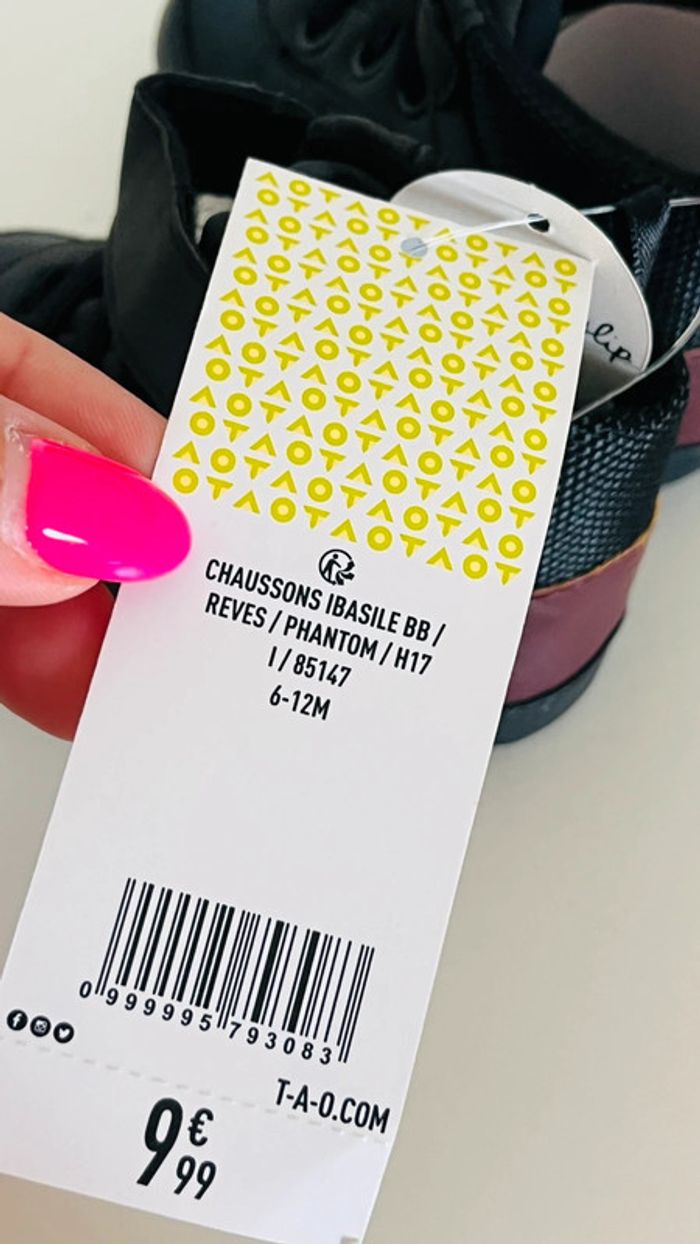 CHAUSSONS IBASILE BB /
REVES / PHANTOM / H17
I / 85147
6-12M
0 999995 793083
T-A-O.COM
9€99